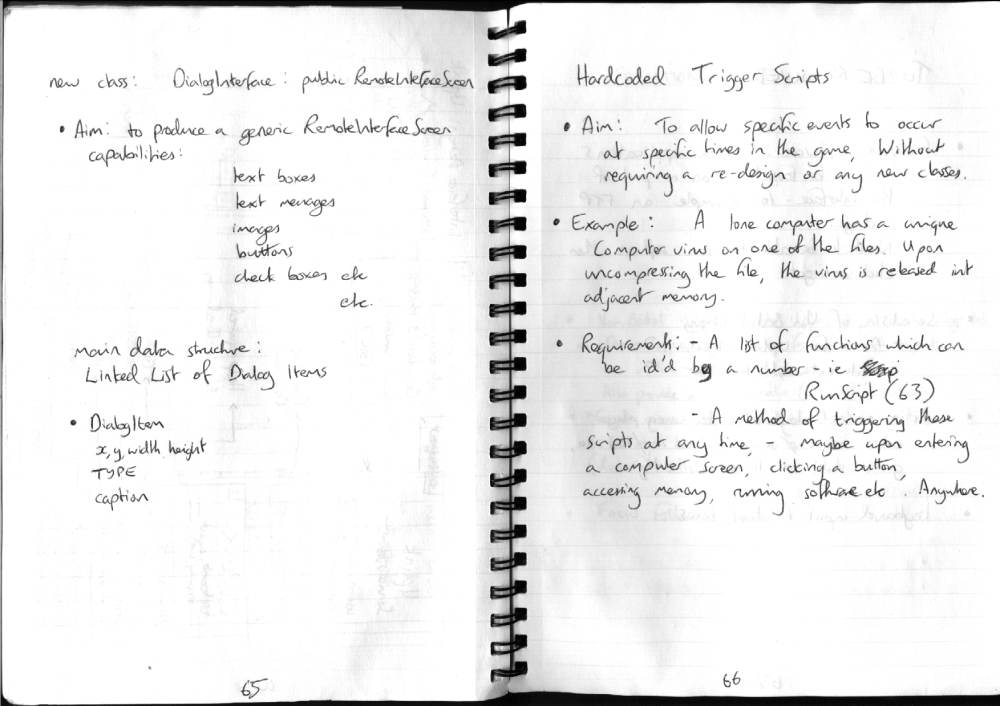 new class: DialogInterface : public RemoteInterfaceScreen
• Aim: to produce a generic RemoteInterfaceScreen
capabilities:
text boxes
text messages
images
buttons
check boxes etc
etc.
main data structure:
Linked List of Dialog Items
• DialogItem
x, y, width, height
TYPE
caption
65
Hardcoded Trigger Scripts
• Aim: To allow specific events to occur
at specific times in the game, Without
requiring a re-design or any new classes.
• Example: A lone computer has a unique
Computer virus on one of the files. Upon
uncompressing the file, the virus is released int
adjacent memory.
• Requirements: - A list of functions which can
be id'd by a number - ie
RunScript (63)
- A method of triggering these
scripts at any time - maybe upon entering
a computer screen, clicking a button,
accessing memory, running software etc. Anywhere.
66